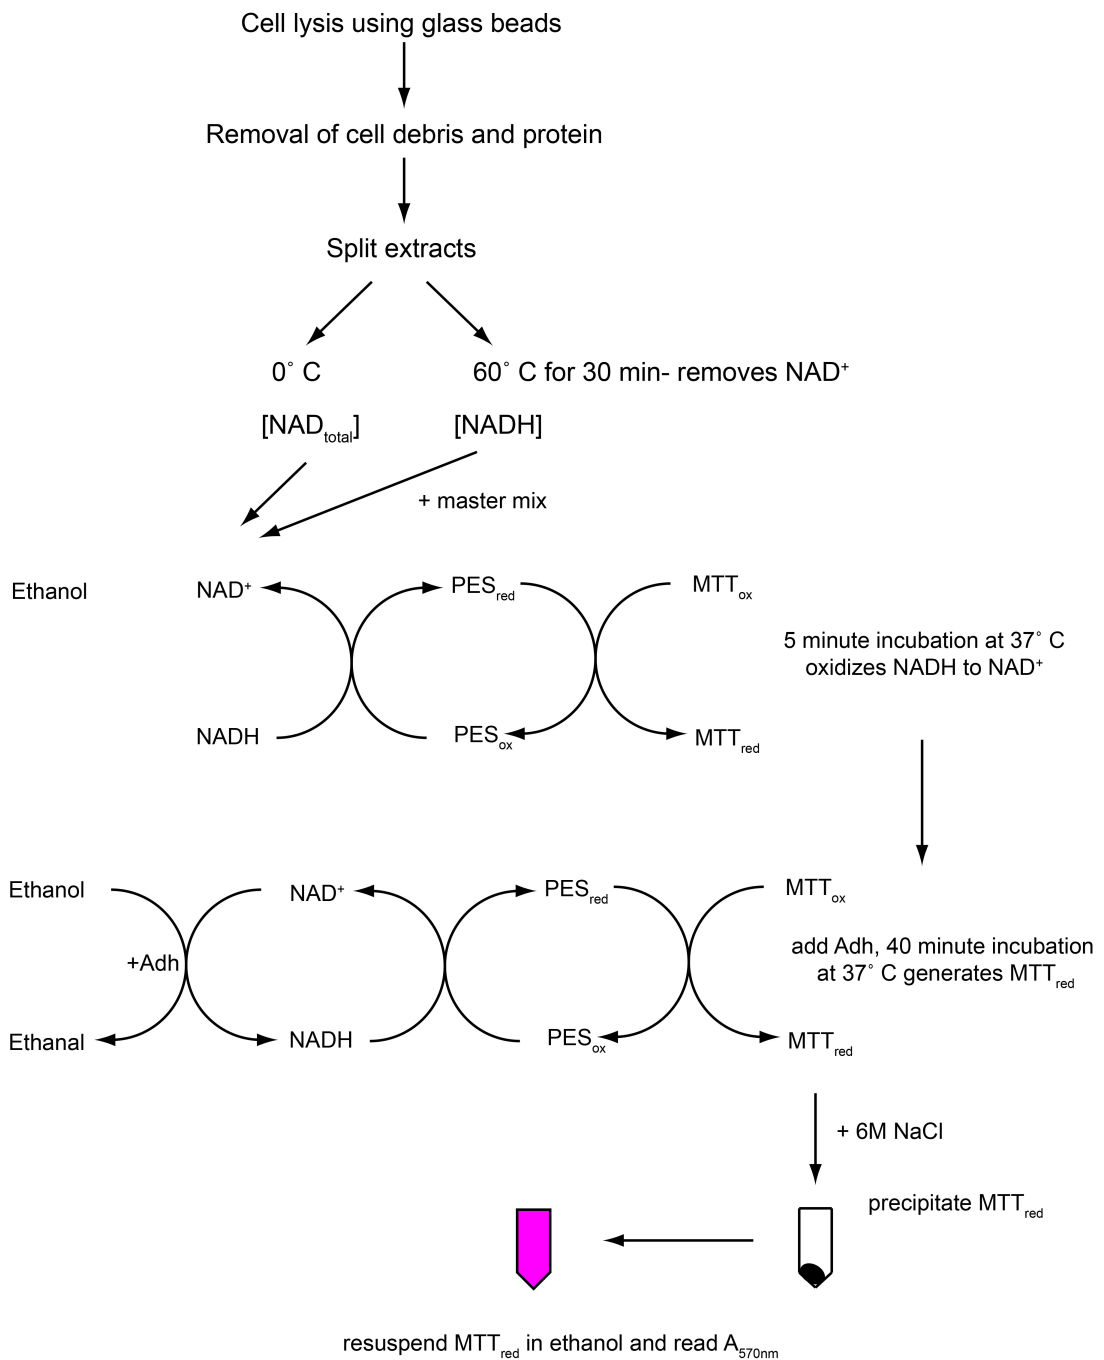 Cell lysis using glass beads
Removal of cell debris and protein
Split extracts
0° C
60° C for 30 min- removes NAD+
[NADtotal]
[NADH]
+ master mix
Ethanol
NAD+
PESred
MTTox
5 minute incubation at 37° C
oxidizes NADH to NAD+
NADH
PESox
MTTred
Ethanol
NAD+
PESred
MTTox
+Adh
add Adh, 40 minute incubation
at 37° C generates MTTred
Ethanal
NADH
PESox
MTTred
+ 6M NaCl
precipitate MTTred
resuspend MTTred in ethanol and read A570nm